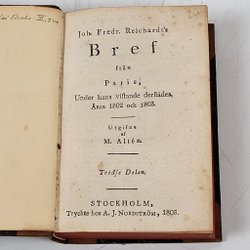 Joh. Fredr. Reichardt's
Bref
från
Paris,
Under hans vistande derstädes,
Åren 1802 och 1803.
Utgifne
af
M. Altén.
Tredje Delen.
STOCKHOLM,
Tryckte hos A. J. NORDSTRÖM, 1805.